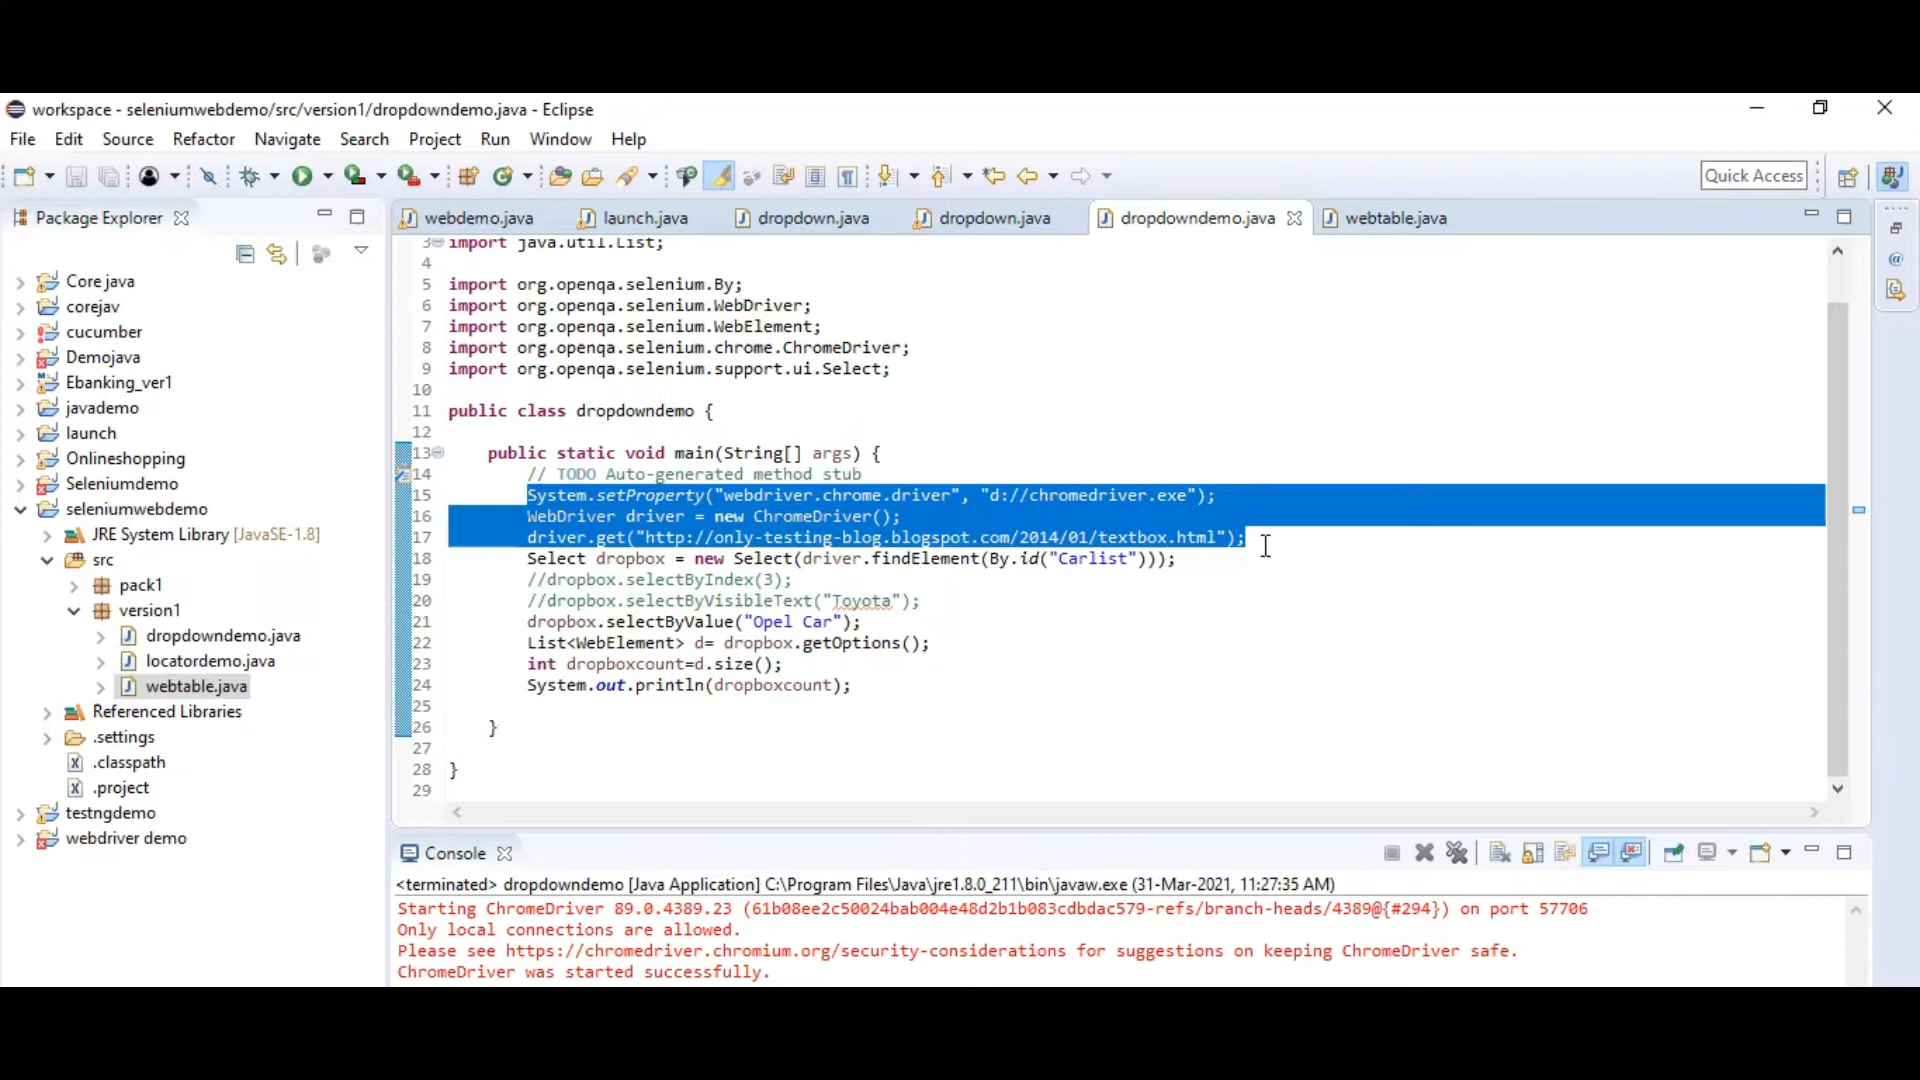 workspace - seleniumwebdemo/src/version1/dropdowndemo.java - Eclipse
File Edit Source Refactor Navigate Search Project Run Window Help
Quick Access
Package Explorer
Core java
corejav
cucumber
Demojava
Ebanking_ver1
javademo
launch
Onlineshopping
Seleniumdemo
seleniumwebdemo
JRE System Library [JavaSE-1.8]
src
pack1
version1
dropdowndemo.java
locatordemo.java
webtable.java
Referenced Libraries
.settings
.classpath
.project
testngdemo
webdriver demo
webdemo.java launch.java dropdown.java dropdown.java dropdowndemo.java webtable.java
3 import java.util.List;
4
5 import org.openqa.selenium.By;
6 import org.openqa.selenium.WebDriver;
7 import org.openqa.selenium.WebElement;
8 import org.openqa.selenium.chrome.ChromeDriver;
9 import org.openqa.selenium.support.ui.Select;
10
11 public class dropdowndemo {
12
13 public static void main(String[] args) {
14 // TODO Auto-generated method stub
15 System.setProperty("webdriver.chrome.driver", "d://chromedriver.exe");
16 WebDriver driver = new ChromeDriver();
17 driver.get("http://only-testing-blog.blogspot.com/2014/01/textbox.html");
18 Select dropbox = new Select(driver.findElement(By.id("Carlist")));
19 //dropbox.selectByIndex(3);
20 //dropbox.selectByVisibleText("Toyota");
21 dropbox.selectByValue("Opel Car");
22 List<WebElement> d= dropbox.getOptions();
23 int dropboxcount=d.size();
24 System.out.println(dropboxcount);
25
26 }
27
28 }
29
Console
<terminated> dropdowndemo [Java Application] C:\Program Files\Java\jre1.8.0_211\bin\javaw.exe (31-Mar-2021, 11:27:35 AM)
Starting ChromeDriver 89.0.4389.23 (61b08ee2c50024bab004e48d2b1b083cdbdac579-refs/branch-heads/4389@{#294}) on port 57706
Only local connections are allowed.
Please see https://chromedriver.chromium.org/security-considerations for suggestions on keeping ChromeDriver safe.
ChromeDriver was started successfully.